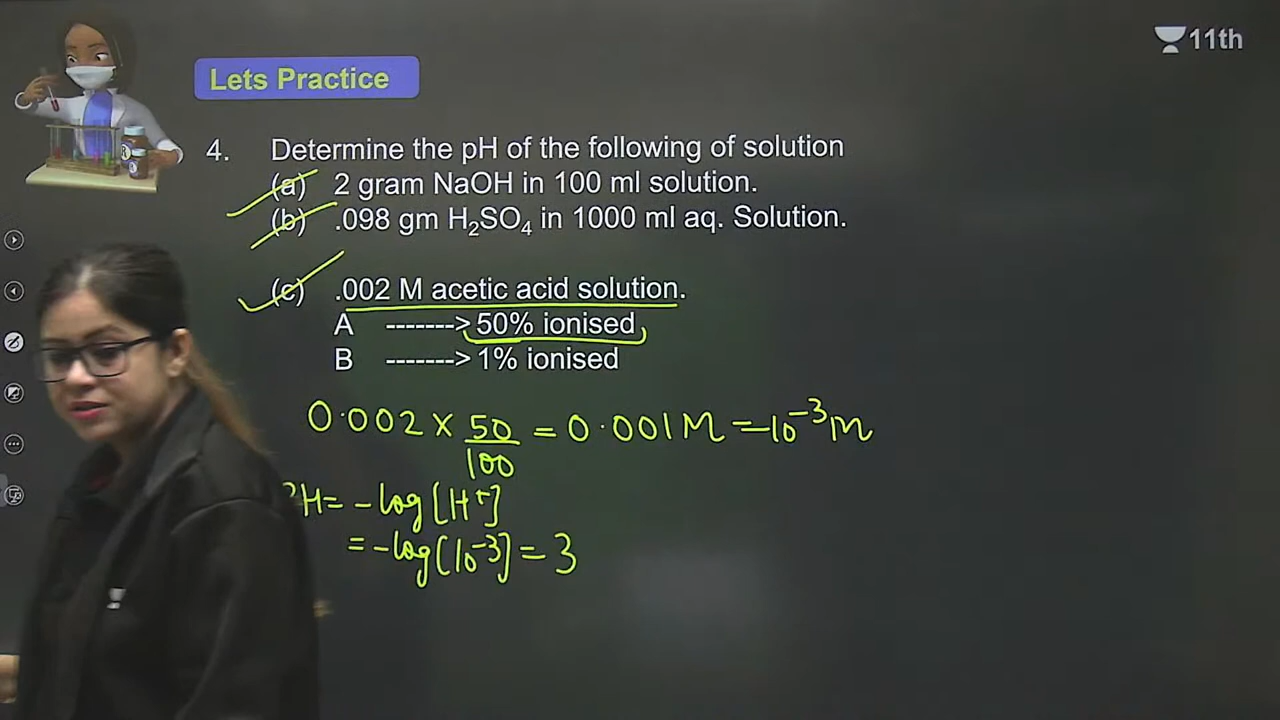 11th
Lets Practice
4. Determine the pH of the following of solution
(a) 2 gram NaOH in 100 ml solution.
(b) .098 gm H₂SO₄ in 1000 ml aq. Solution.
(c) .002 M acetic acid solution.
A -------> 50% ionised
B -------> 1% ionised
0.002 × 50/100 = 0.001M = 10⁻³ M
PH = -log[H⁺]
= -log[10⁻³] = 3